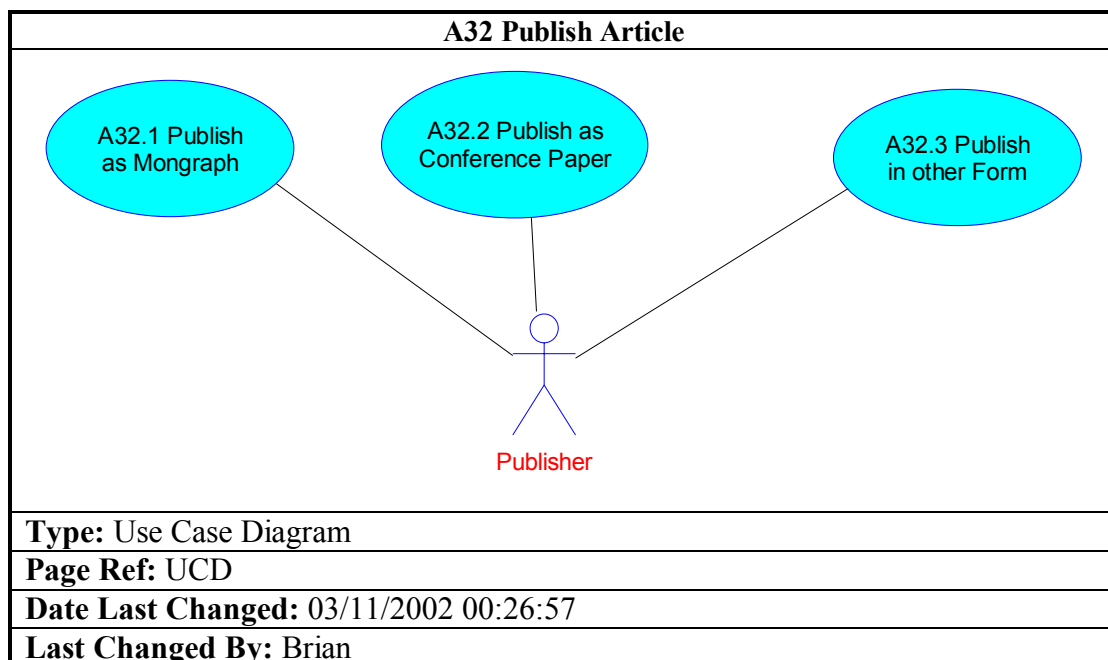 A32 Publish Article
A32.1 Publish
as Mongraph
A32.2 Publish as
Conference Paper
A32.3 Publish
in other Form
Publisher
Type: Use Case Diagram
Page Ref: UCD
Date Last Changed: 03/11/2002 00:26:57
Last Changed By: Brian